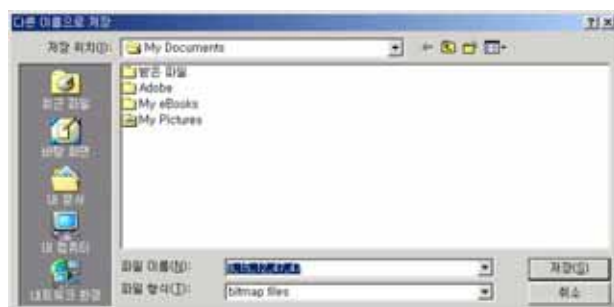 다른 이름으로 저장
저장 위치(I): My Documents
받은 파일
Adobe
My eBooks
My Pictures
최근 파일
바탕 화면
내 문서
내 컴퓨터
네트워크 환경
파일 이름(N):
저장(S)
파일 형식(T): bitmap files
취소